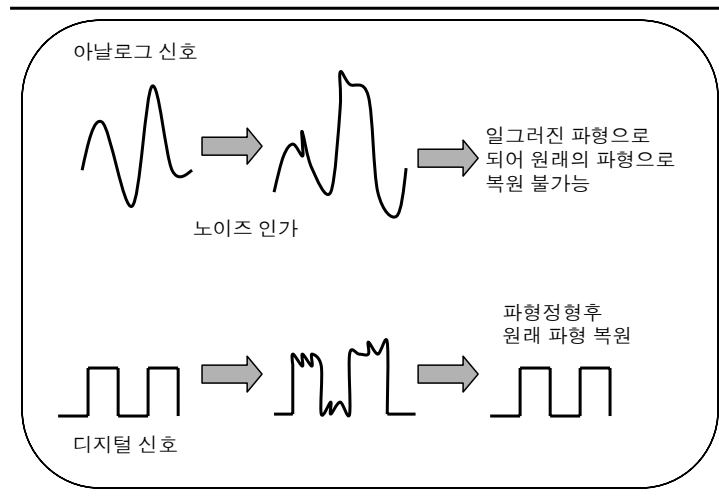 아날로그 신호
일그러진 파형으로
되어 원래의 파형으로
복원 불가능
노이즈 인가
파형정형후
원래 파형 복원
디지털 신호